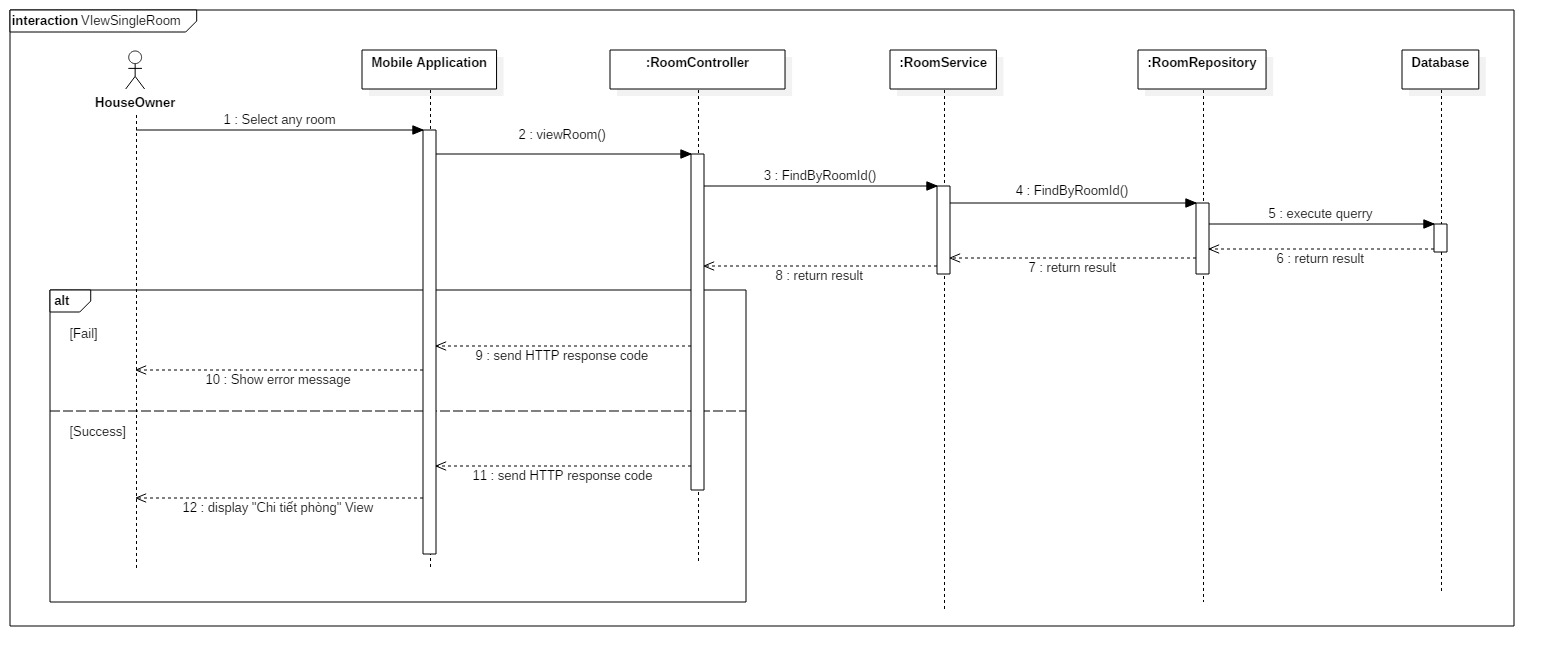 interaction VIewSingleRoom
HouseOwner
Mobile Application
:RoomController
:RoomService
:RoomRepository
Database
1 : Select any room
2 : viewRoom()
3 : FindByRoomId()
4 : FindByRoomId()
5 : execute querry
6 : return result
7 : return result
8 : return result
alt
[Fail]
9 : send HTTP response code
10 : Show error message
[Success]
11 : send HTTP response code
12 : display "Chi tiết phòng" View